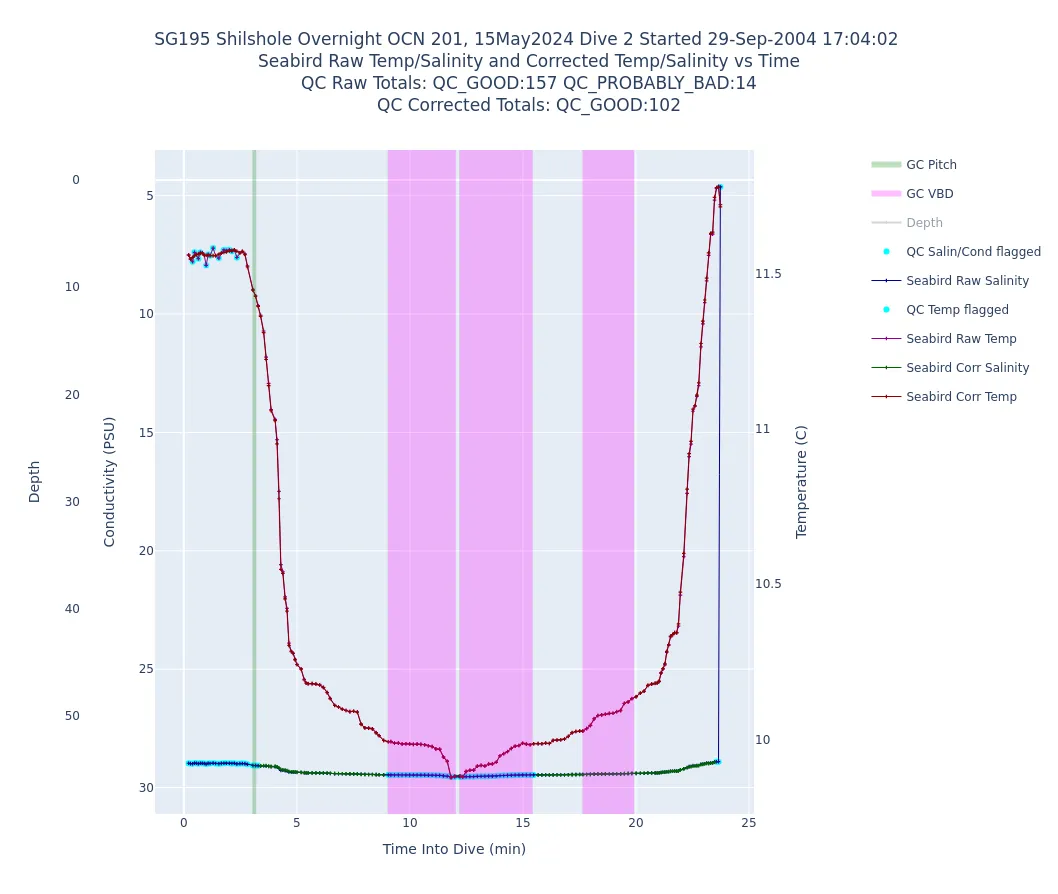 SG195 Shilshole Overnight OCN 201, 15May2024 Dive 2 Started 29-Sep-2004 17:04:02
Seabird Raw Temp/Salinity and Corrected Temp/Salinity vs Time
QC Raw Totals: QC_GOOD:157 QC_PROBABLY_BAD:14
QC Corrected Totals: QC_GOOD:102
GC Pitch
GC VBD
Depth
QC Salin/Cond flagged
Seabird Raw Salinity
QC Temp flagged
Seabird Raw Temp
Seabird Corr Salinity
Seabird Corr Temp
Depth
0
10
20
30
40
50
Conductivity (PSU)
5
10
15
20
25
30
11.5
11
10.5
10
Temperature (C)
0
5
10
15
20
25
Time Into Dive (min)